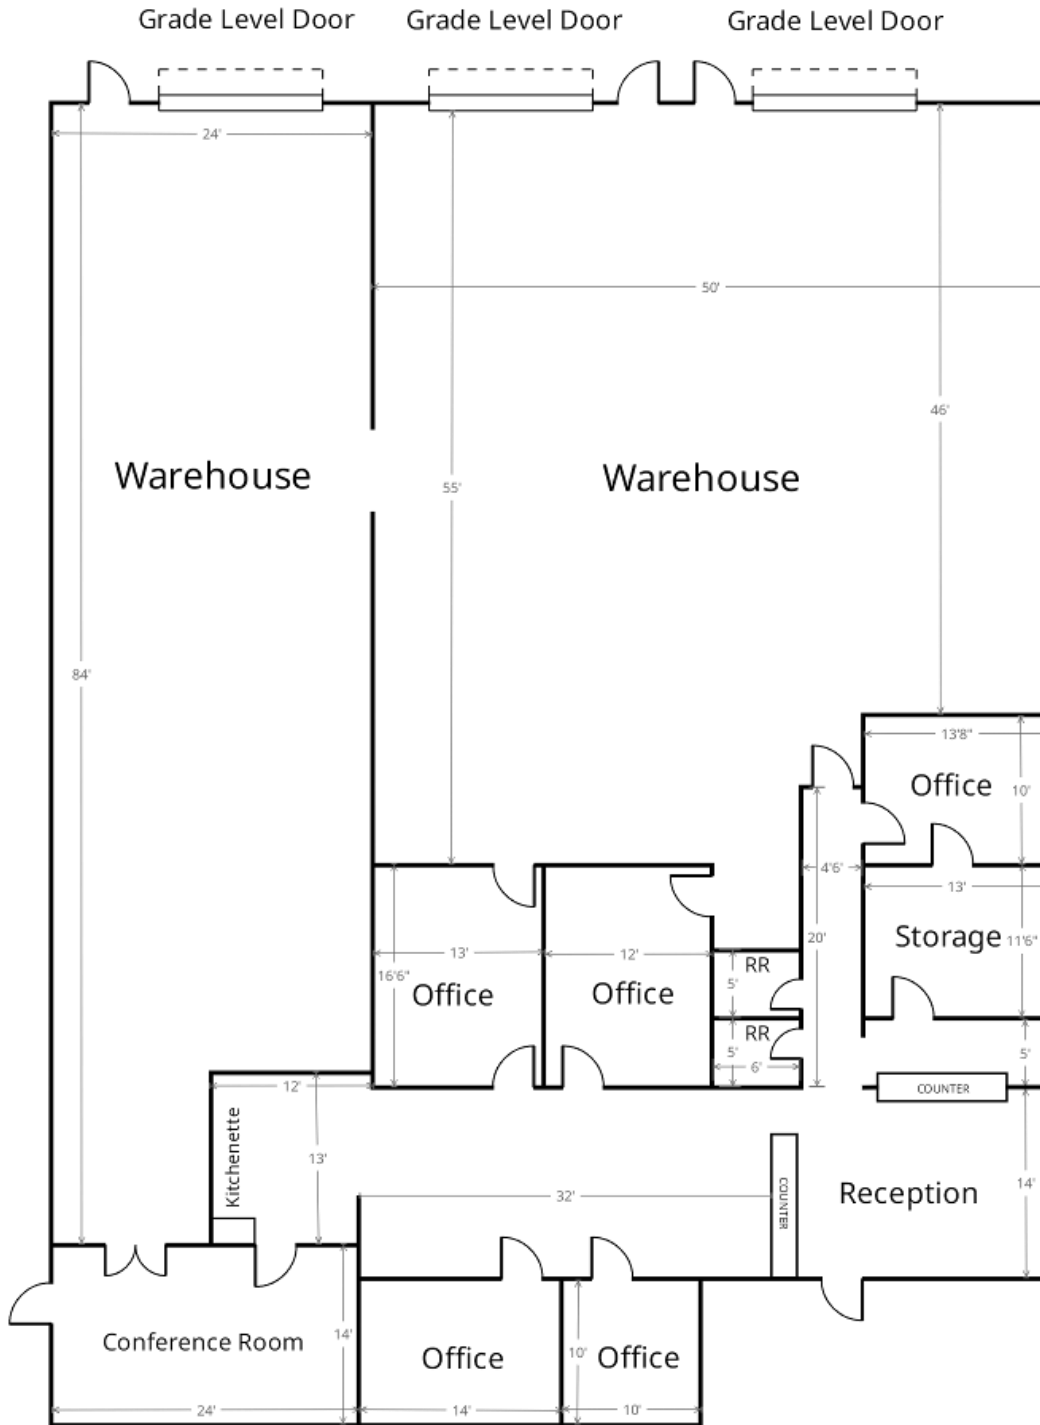 Grade Level Door
Grade Level Door
Grade Level Door
24'
50'
46'
Warehouse
Warehouse
55'
84'
13'8"
Office
10'
4'6"
13'
Storage
11'6"
20'
13'
12'
RR
5'
16'6"
Office
Office
RR
5'
6'
5'
12'
COUNTER
Kitchenette
13'
32'
COUNTER
Reception
14'
Conference Room
14'
Office
10'
Office
24'
14'
10'